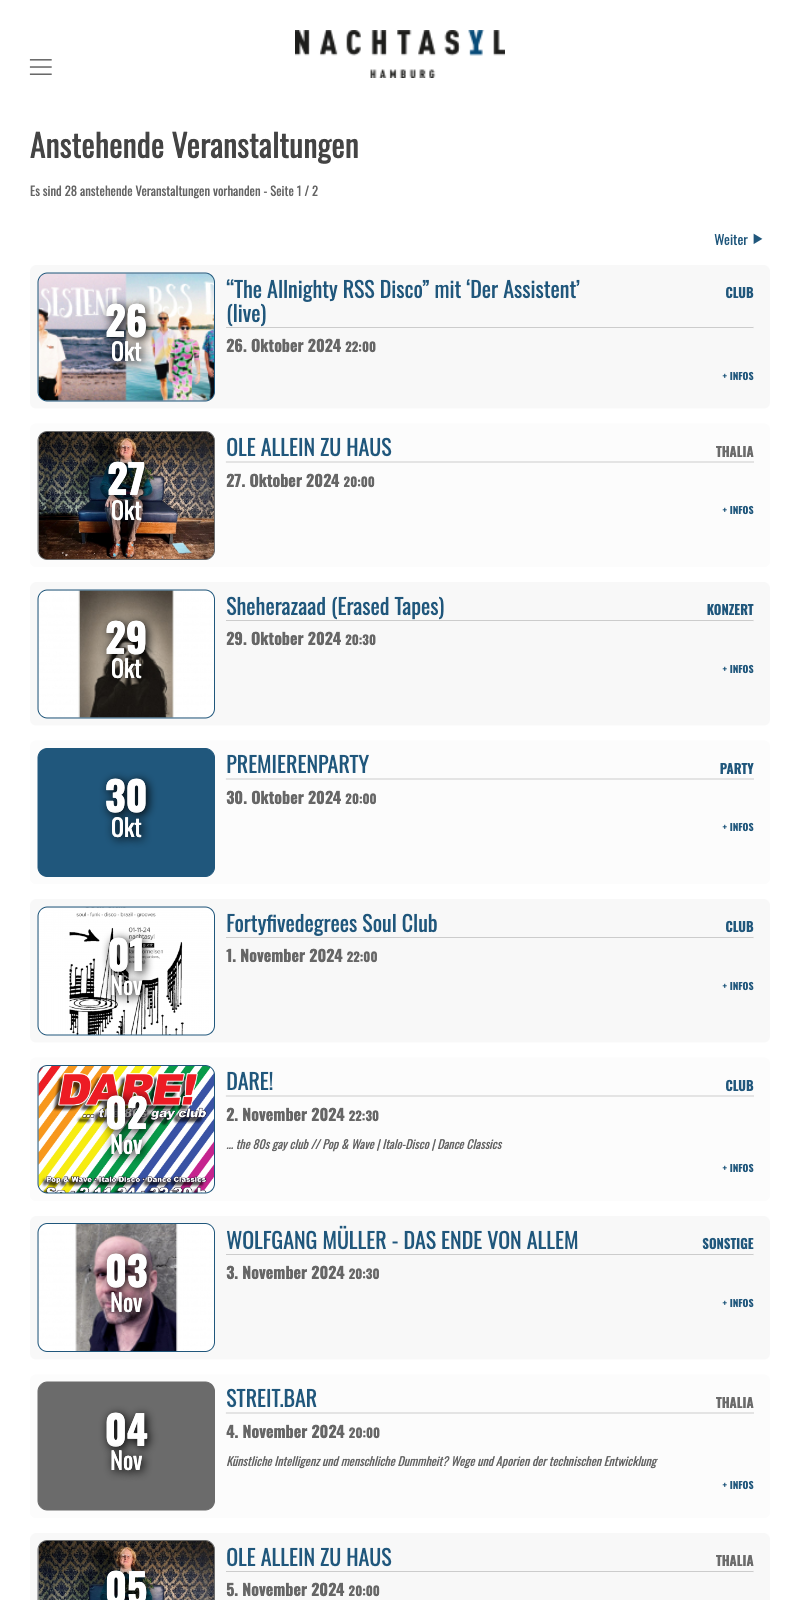 NACHTASYL
HAMBURG
Anstehende Veranstaltungen
Es sind 28 anstehende Veranstaltungen vorhanden - Seite 1 / 2
Weiter ▶
26
Okt
“The Allnighty RSS Disco” mit ‘Der Assistent’
(live)
CLUB
26. Oktober 2024 22:00
+ INFOS
27
Okt
OLE ALLEIN ZU HAUS
THALIA
27. Oktober 2024 20:00
+ INFOS
29
Okt
Sheherazaad (Erased Tapes)
KONZERT
29. Oktober 2024 20:30
+ INFOS
30
Okt
PREMIERENPARTY
PARTY
30. Oktober 2024 20:00
+ INFOS
soul · funk · disco · brasil · grooves
01-11-24
nachtasyl
01
Nov
Fortyfivedegrees Soul Club
CLUB
1. November 2024 22:00
+ INFOS
DARE!
gay club
02
Nov
Pop & Wave · Italo Disco · Dance Classics
DARE!
CLUB
2. November 2024 22:30
... the 80s gay club // Pop & Wave | Italo-Disco | Dance Classics
+ INFOS
03
Nov
WOLFGANG MÜLLER - DAS ENDE VON ALLEM
SONSTIGE
3. November 2024 20:30
+ INFOS
04
Nov
STREIT.BAR
THALIA
4. November 2024 20:00
Künstliche Intelligenz und menschliche Dummheit? Wege und Aporien der technischen Entwicklung
+ INFOS
05
OLE ALLEIN ZU HAUS
THALIA
5. November 2024 20:00